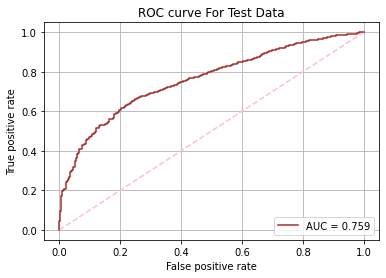 ROC curve For Test Data
True positive rate
1.0
0.8
0.6
0.4
0.2
0.0
AUC = 0.759
0.0 0.2 0.4 0.6 0.8 1.0
False positive rate